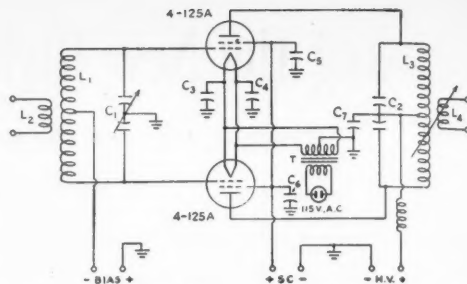 4-125A
L1
L2
C1
C3
C4
C5
L3
C2
C7
L4
T
C6
115V, A.C.
4-125A
- BIAS +
+ SC -
- H.V. +